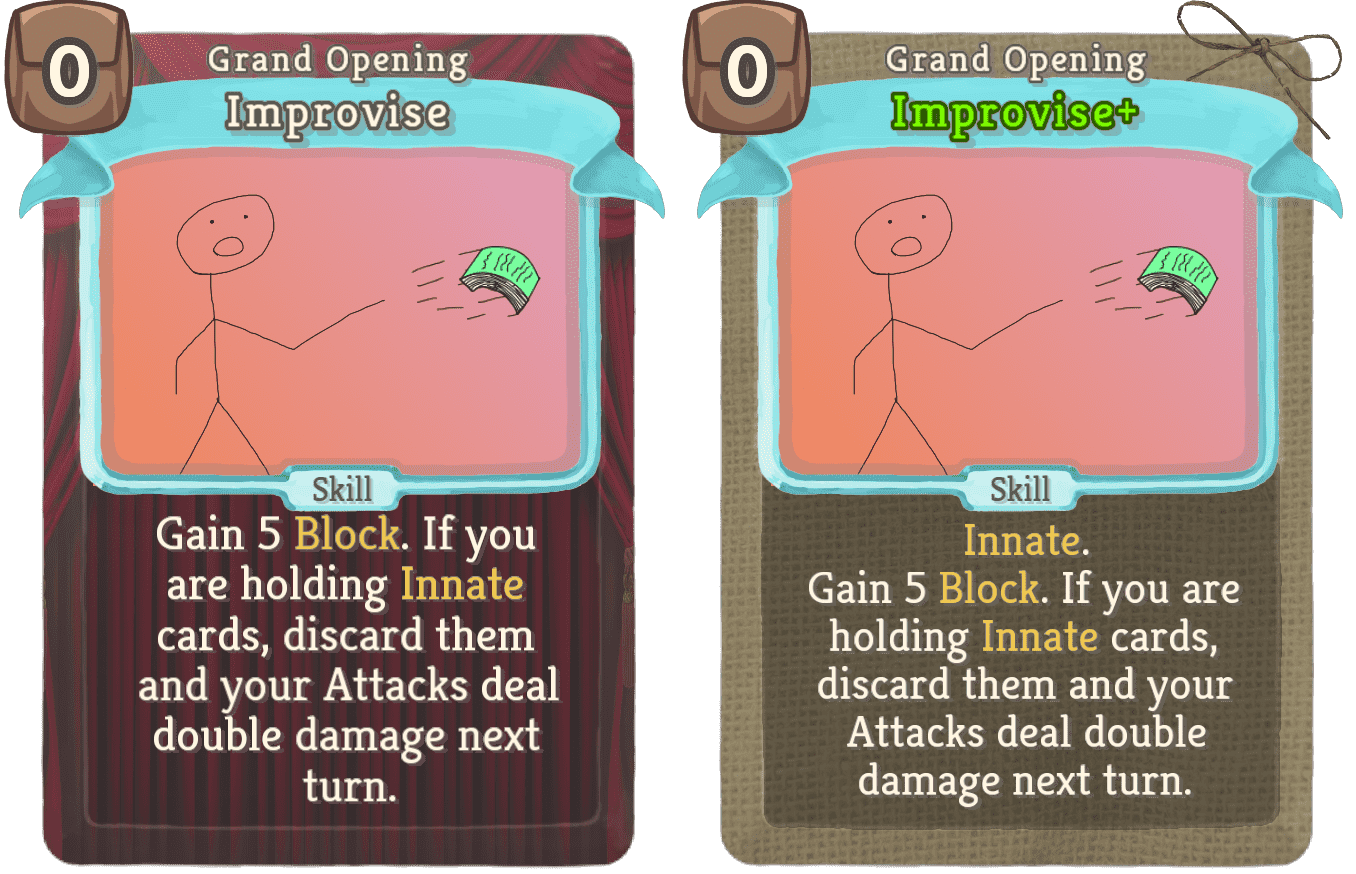 0
Grand Opening
Improvise
Skill
Gain 5 Block. If you
are holding Innate
cards, discard them
and your Attacks deal
double damage next
turn.
0
Grand Opening
Improvise+
Skill
Innate.
Gain 5 Block. If you are
holding Innate cards,
discard them and your
Attacks deal double
damage next turn.